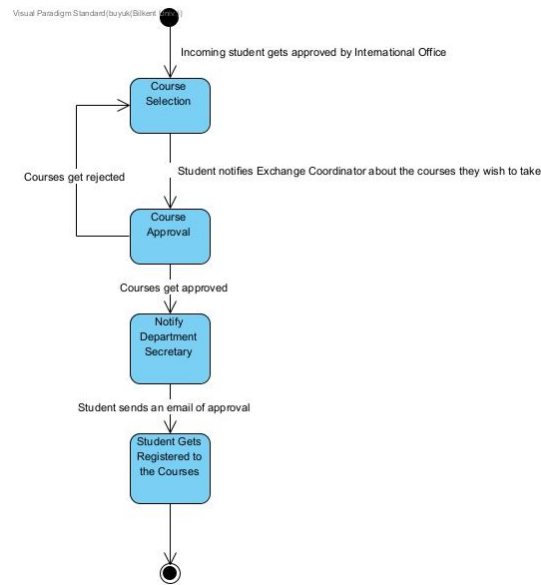 Visual Paradigm Standard(buyuk(Bilkent Univ.))
Incoming student gets approved by International Office
Course
Selection
Student notifies Exchange Coordinator about the courses they wish to take
Courses get rejected
Course
Approval
Courses get approved
Notify
Department
Secretary
Student sends an email of approval
Student Gets
Registered to
the Courses